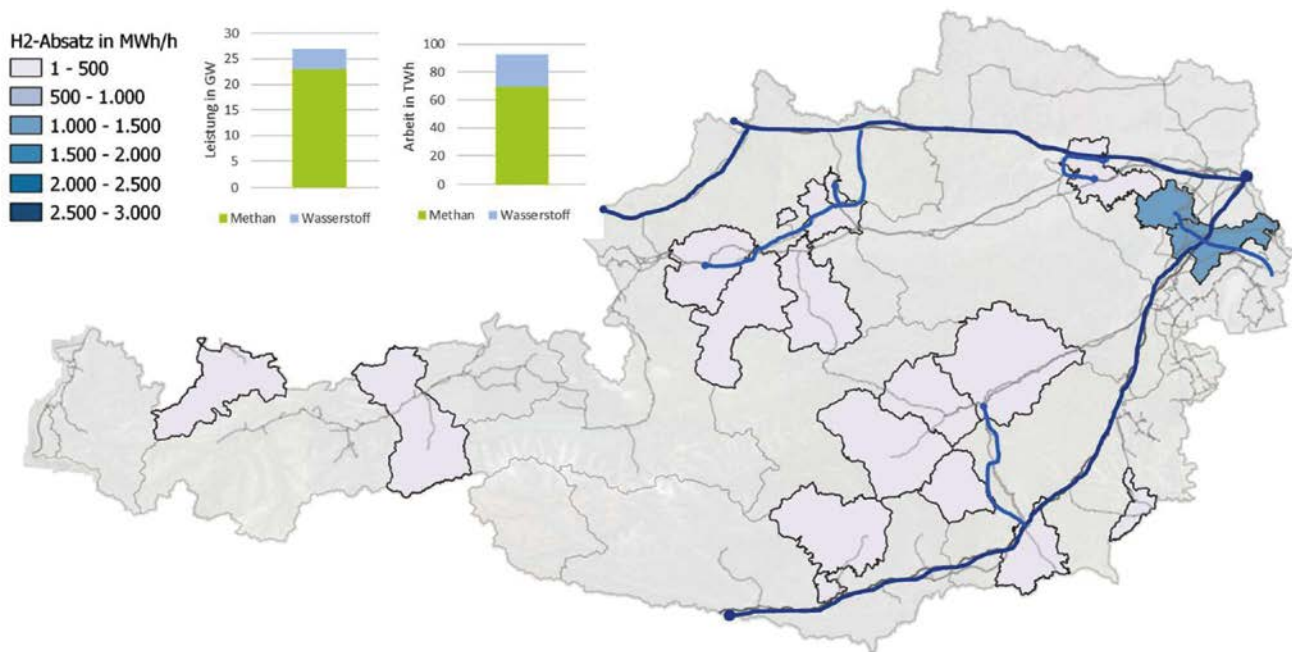 H2-Absatz in MWh/h
1 - 500
500 - 1.000
1.000 - 1.500
1.500 - 2.000
2.000 - 2.500
2.500 - 3.000
Leistung in GW
30
25
20
15
10
5
0
Methan
Wasserstoff
Arbeit in TWh
100
80
60
40
20
0
Methan
Wasserstoff